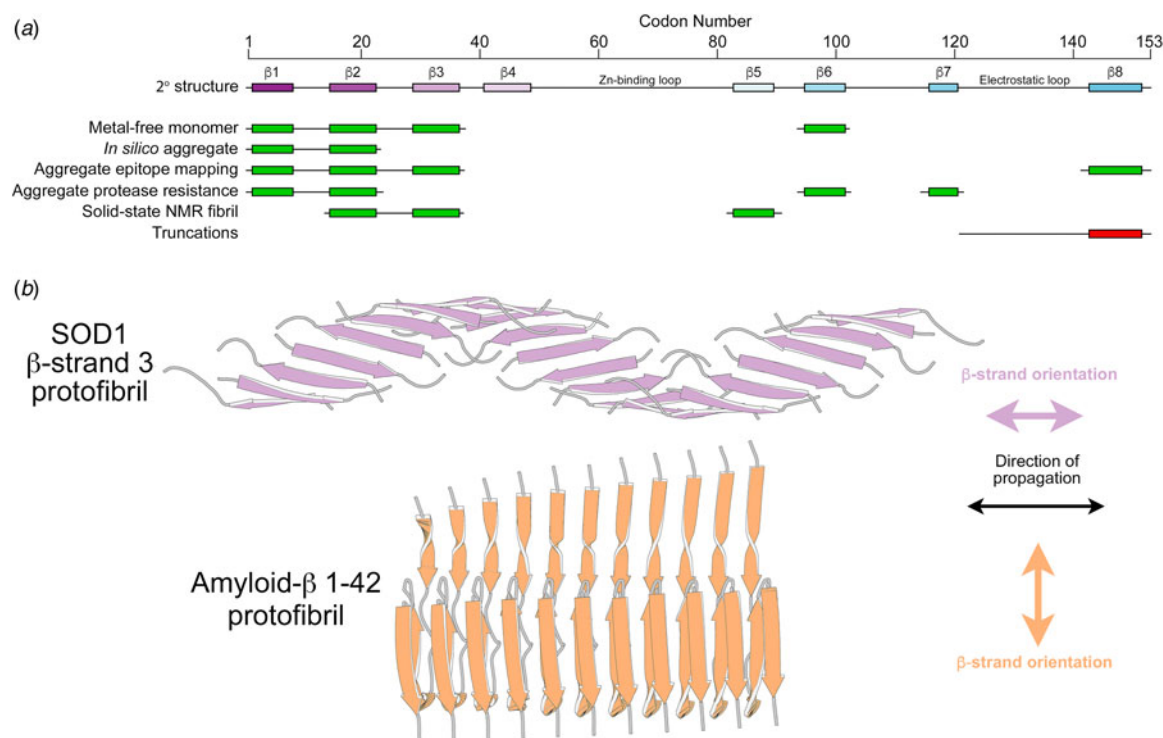 (a)
Codon Number
1 20 40 60 80 100 120 140 153
β1 β2 β3 β4 Zn-binding loop β5 β6 β7 Electrostatic loop β8
2° structure
Metal-free monomer
In silico aggregate
Aggregate epitope mapping
Aggregate protease resistance
Solid-state NMR fibril
Truncations
(b)
SOD1
β-strand 3
protofibril
β-strand orientation
Direction of
propagation
Amyloid-β 1-42
protofibril
β-strand orientation